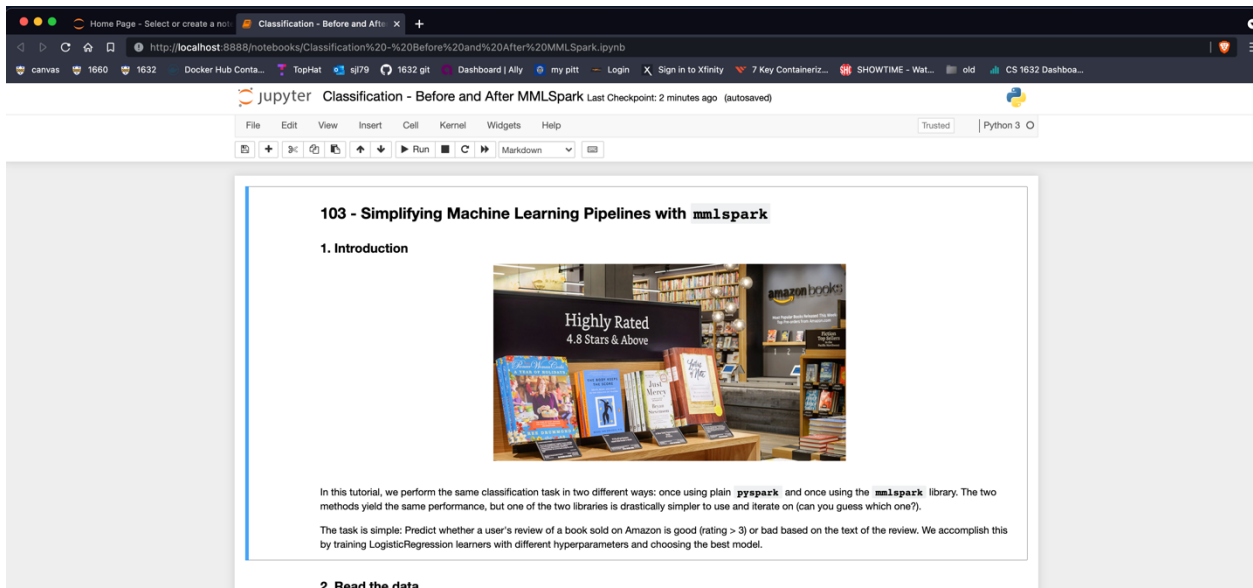 Home Page - Select or create a not
Classification - Before and Afte
http://localhost:8888/notebooks/Classification%20-%20Before%20and%20After%20MMLSpark.ipynb
canvas 1660 1632 Docker Hub Conta... TopHat sjl79 1632 git Dashboard | Ally my pitt Login Sign in to Xfinity 7 Key Containeriz... SHOWTIME - Wat... old CS 1632 Dashboa...
jupyter Classification - Before and After MMLSpark Last Checkpoint: 2 minutes ago (autosaved)
File Edit View Insert Cell Kernel Widgets Help Trusted Python 3
Run Markdown
103 - Simplifying Machine Learning Pipelines with mmlspark
1. Introduction
amazon books
Highly Rated
4.8 Stars & Above
Fiction
Top Sellers
1 2 3
Just
Mercy
In this tutorial, we perform the same classification task in two different ways: once using plain pyspark and once using the mmlspark library. The two
methods yield the same performance, but one of the two libraries is drastically simpler to use and iterate on (can you guess which one?).
The task is simple: Predict whether a user's review of a book sold on Amazon is good (rating > 3) or bad based on the text of the review. We accomplish this
by training LogisticRegression learners with different hyperparameters and choosing the best model.
2. Read the data